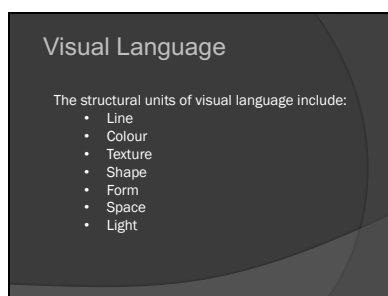 Visual Language
The structural units of visual language include:
• Line
• Colour
• Texture
• Shape
• Form
• Space
• Light